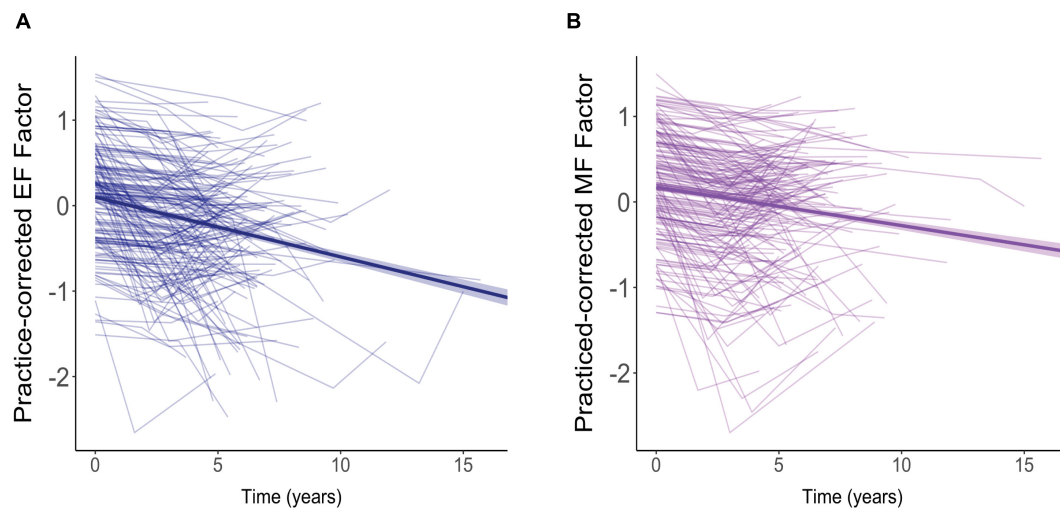 A
Practice-corrected EF Factor
1
0
-1
-2
0 5 10 15
Time (years)
B
Practiced-corrected MF Factor
1
0
-1
-2
0 5 10 15
Time (years)